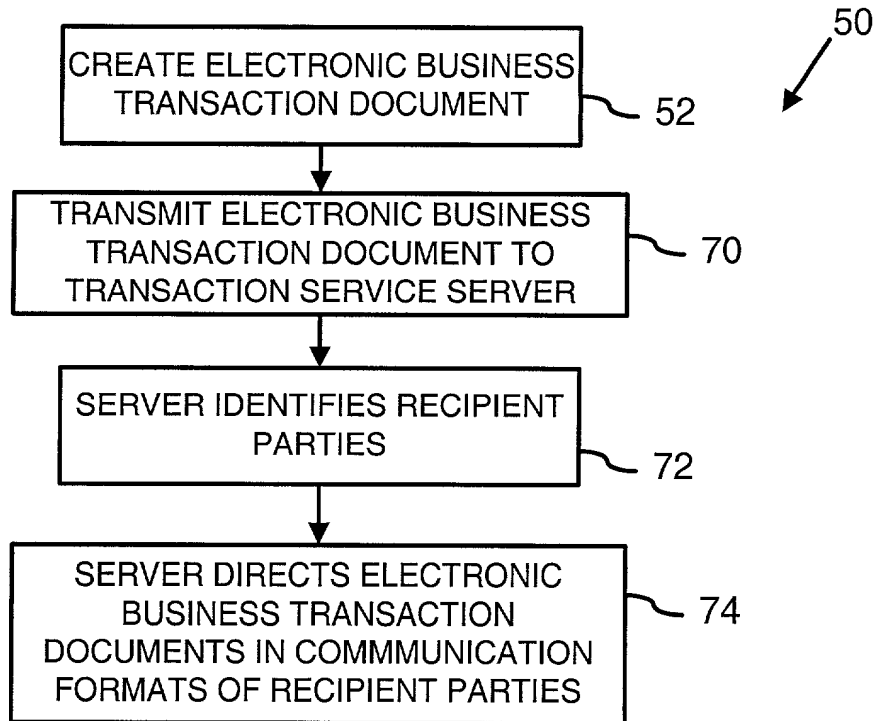 50
CREATE ELECTRONIC BUSINESS
TRANSACTION DOCUMENT
52
TRANSMIT ELECTRONIC BUSINESS
TRANSACTION DOCUMENT TO
TRANSACTION SERVICE SERVER
70
SERVER IDENTIFIES RECIPIENT
PARTIES
72
SERVER DIRECTS ELECTRONIC
BUSINESS TRANSACTION
DOCUMENTS IN COMMMUNICATION
FORMATS OF RECIPIENT PARTIES
74